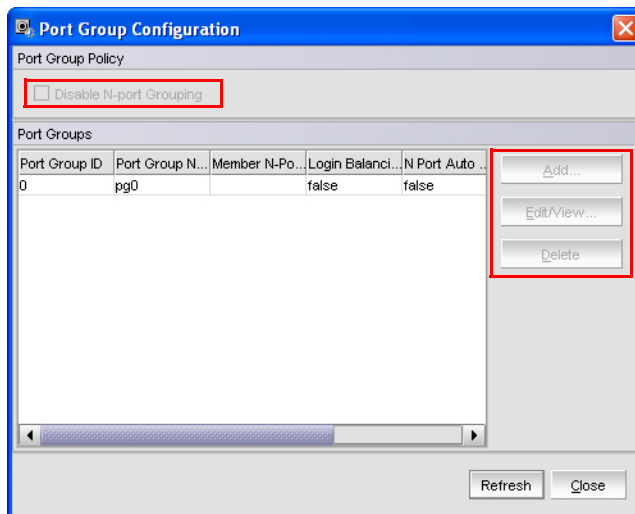 Port Group Configuration
Port Group Policy
Disable N-port Grouping
Port Groups
Port Group ID Port Group N... Member N-Po... Login Balanci... N Port Auto ...
0 pg0 false false
Add...
Edit/View...
Delete
Refresh Close